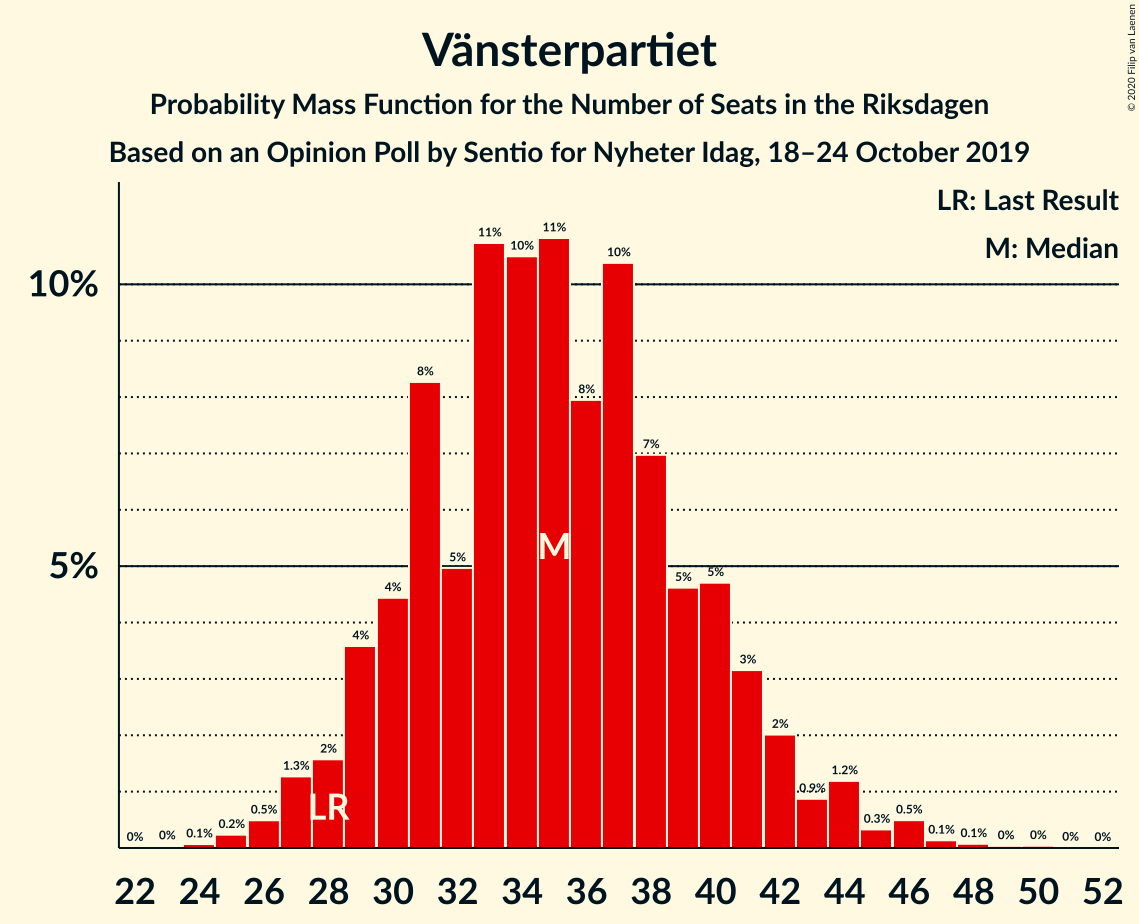 © 2020 Filip van Laenen
Vänsterpartiet
Probability Mass Function for the Number of Seats in the Riksdagen
Based on an Opinion Poll by Sentio for Nyheter Idag, 18–24 October 2019
LR: Last Result
M: Median
10%
5%
0% 0% 0.1% 0.2% 0.5% 1.3% 2% 4% 4% 8% 5% 11% 10% 11% 8% 10% 7% 5% 5% 3% 2% 0.9% 1.2% 0.3% 0.5% 0.1% 0.1% 0% 0% 0% 0%
M
LR
22 24 26 28 30 32 34 36 38 40 42 44 46 48 50 52